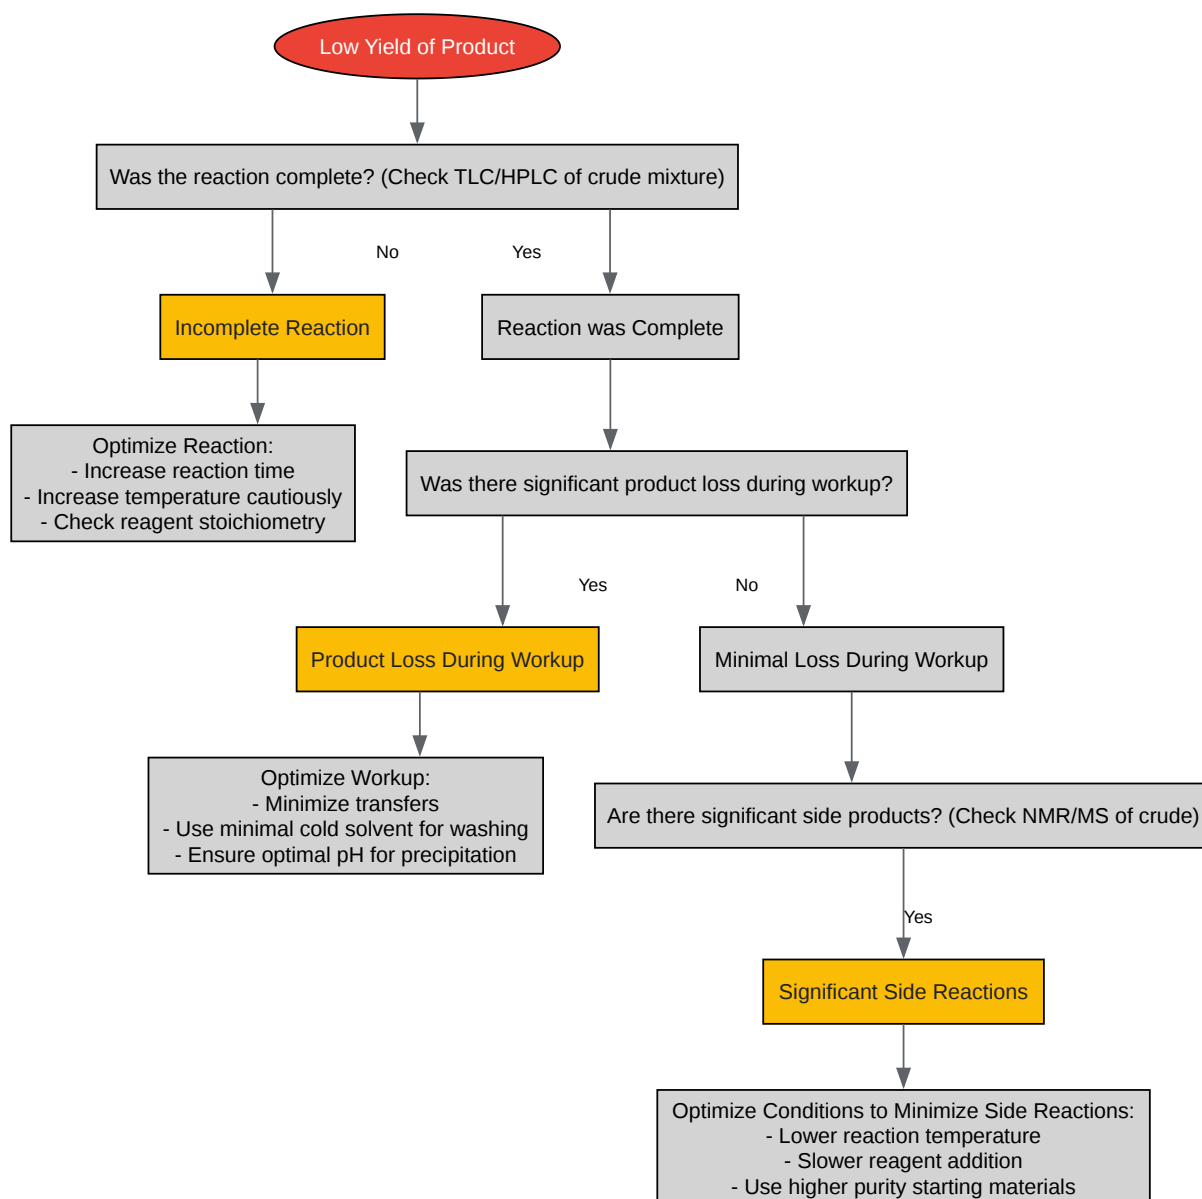 Low Yield of Product
Was the reaction complete? (Check TLC/HPLC of crude mixture)
No
Yes
Incomplete Reaction
Reaction was Complete
Optimize Reaction:
- Increase reaction time
- Increase temperature cautiously
- Check reagent stoichiometry
Was there significant product loss during workup?
Yes
No
Product Loss During Workup
Minimal Loss During Workup
Optimize Workup:
- Minimize transfers
- Use minimal cold solvent for washing
- Ensure optimal pH for precipitation
Are there significant side products? (Check NMR/MS of crude)
Yes
Significant Side Reactions
Optimize Conditions to Minimize Side Reactions:
- Lower reaction temperature
- Slower reagent addition
- Use higher purity starting materials